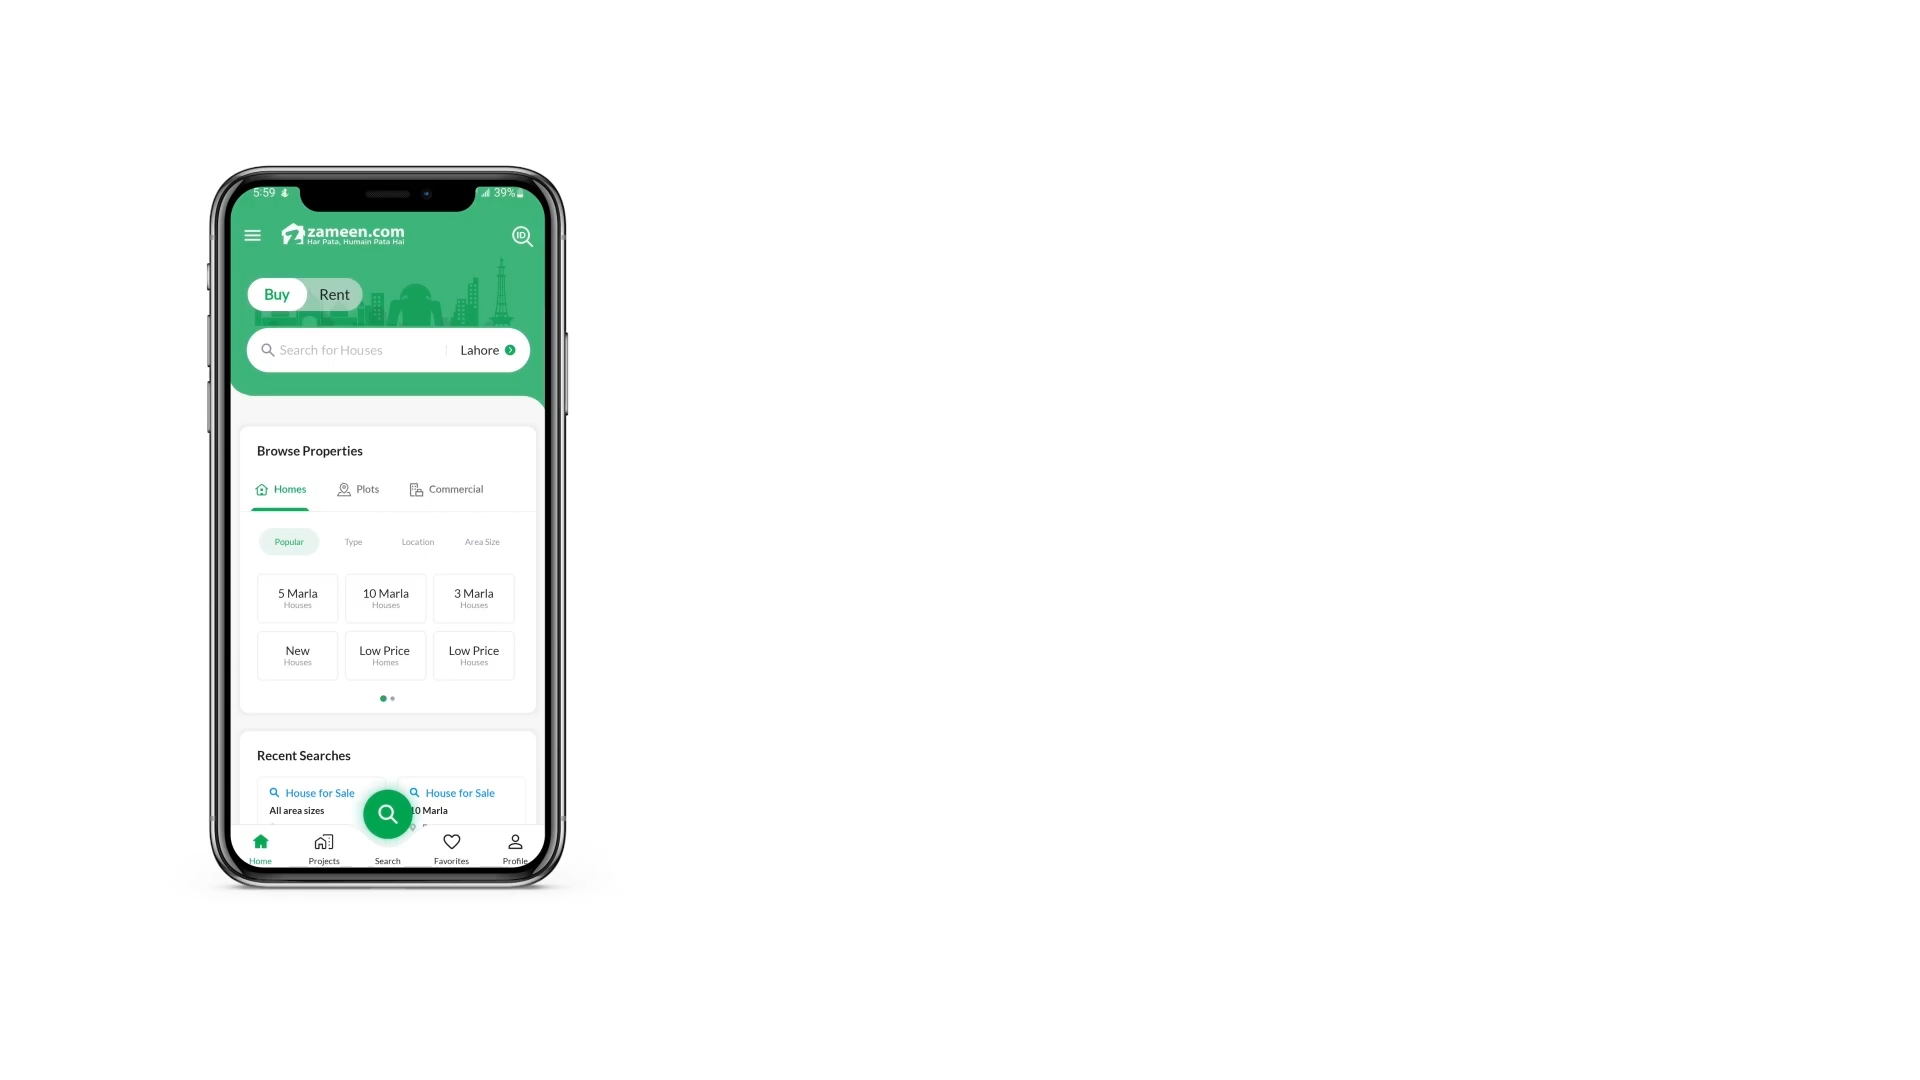 5:59 39%
zameen.com
Har Pata, Humain Pata Hai
ID
Buy Rent
Search for Houses Lahore
Browse Properties
Homes Plots Commercial
Popular Type Location Area Size
5 Marla 10 Marla 3 Marla
Houses Houses Houses
New Low Price Low Price
Houses Homes Houses
Recent Searches
House for Sale House for Sale
All area sizes 10 Marla
Home Projects Search Favorites Profile